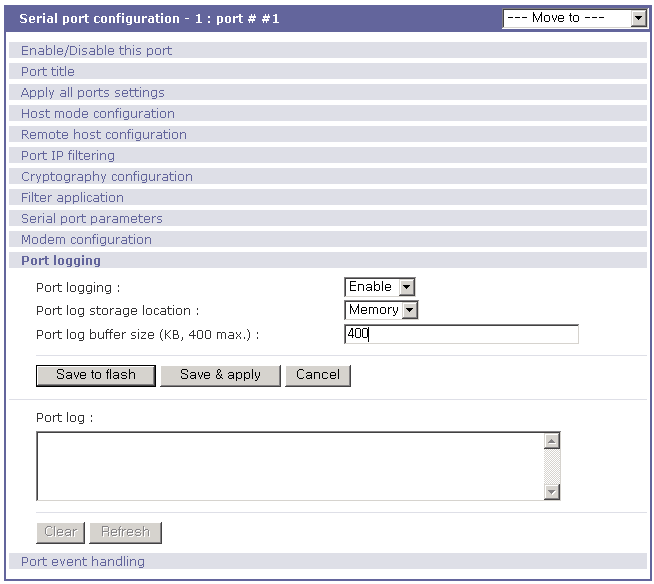 Serial port configuration - 1 : port # #1 --- Move to ---
Enable/Disable this port
Port title
Apply all ports settings
Host mode configuration
Remote host configuration
Port IP filtering
Cryptography configuration
Filter application
Serial port parameters
Modem configuration
Port logging
Port logging : Enable
Port log storage location : Memory
Port log buffer size (KB, 400 max.) : 400
Save to flash Save & apply Cancel
Port log :
Clear Refresh
Port event handling